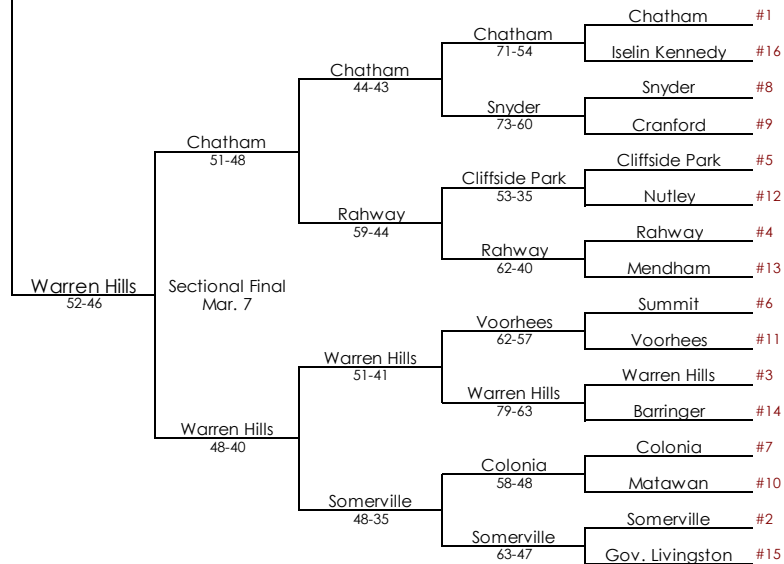 Chatham #1
Chatham
71-54
Iselin Kennedy #16
Chatham
44-43
Snyder #8
Snyder
73-60
Cranford #9
Chatham
51-48
Cliffside Park #5
Cliffside Park
53-35
Nutley #12
Rahway
59-44
Rahway #4
Rahway
62-40
Mendham #13
Warren Hills
52-46
Sectional Final
Mar. 7
Summit #6
Voorhees
62-57
Voorhees #11
Warren Hills
51-41
Warren Hills #3
Warren Hills
79-63
Barringer #14
Warren Hills
48-40
Colonia #7
Colonia
58-48
Matawan #10
Somerville
48-35
Somerville #2
Somerville
63-47
Gov. Livingston #15